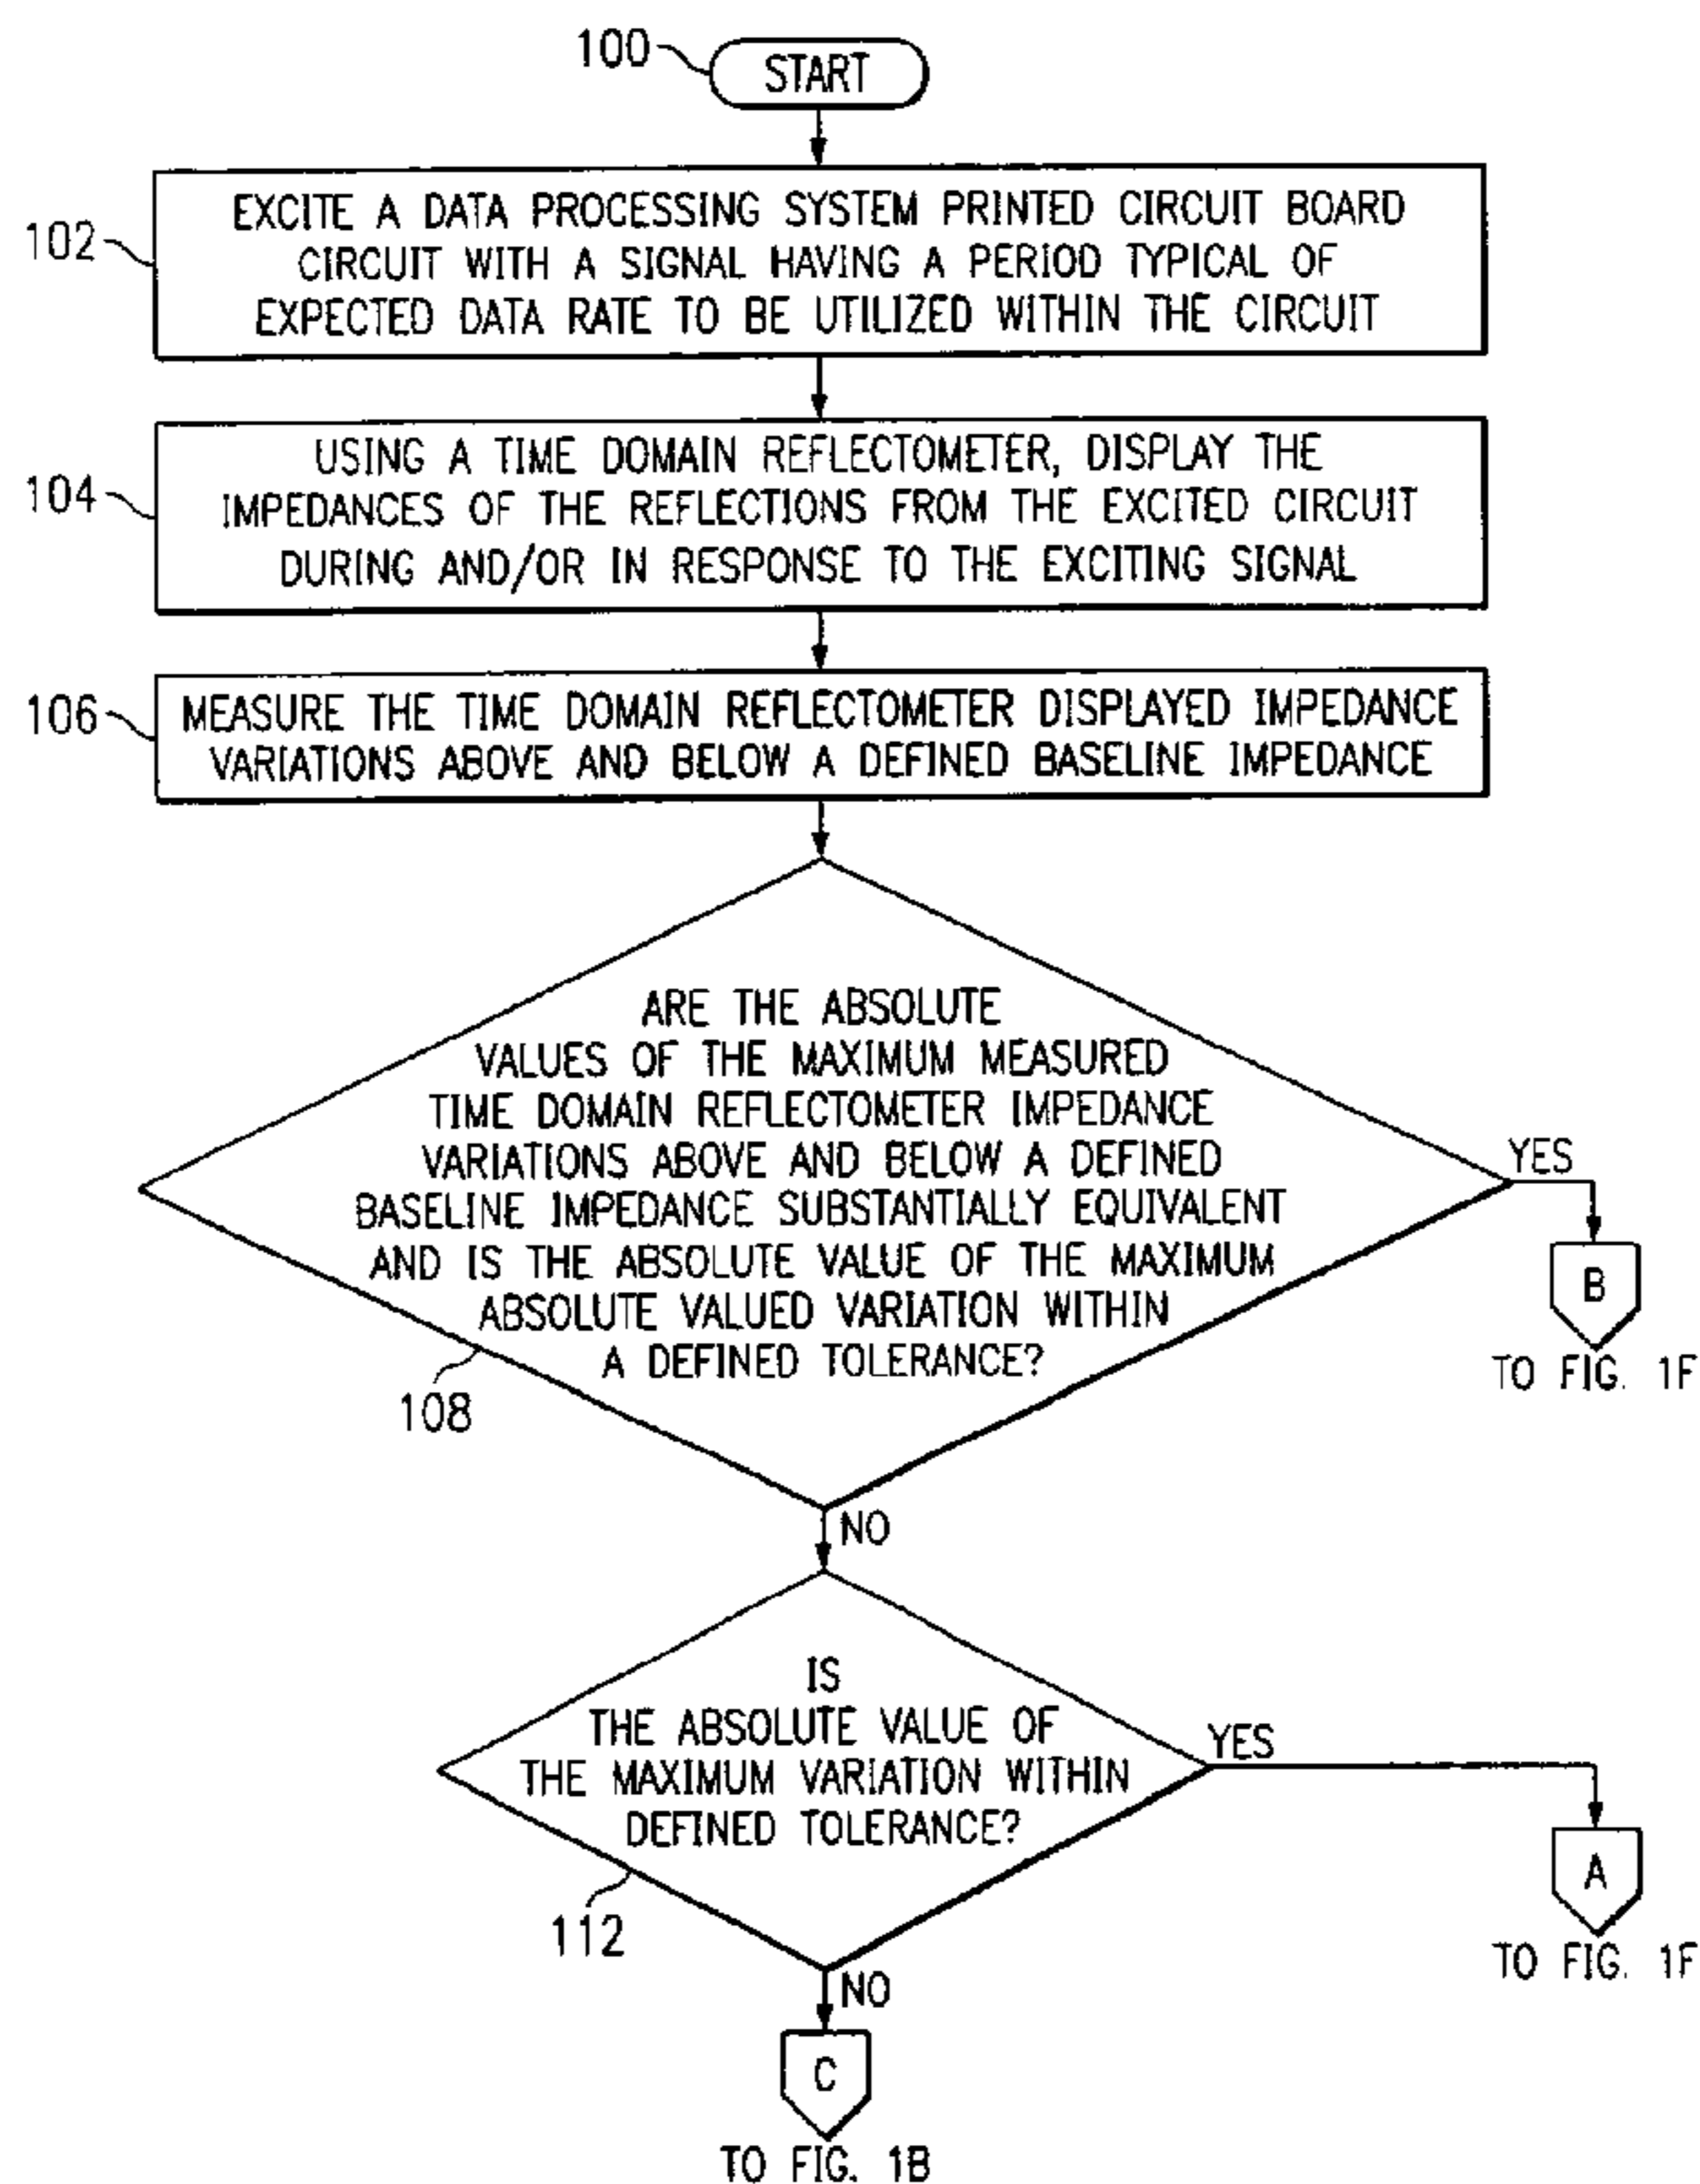 100
START
102
EXCITE A DATA PROCESSING SYSTEM PRINTED CIRCUIT BOARD
CIRCUIT WITH A SIGNAL HAVING A PERIOD TYPICAL OF
EXPECTED DATA RATE TO BE UTILIZED WITHIN THE CIRCUIT
104
USING A TIME DOMAIN REFLECTOMETER, DISPLAY THE
IMPEDANCES OF THE REFLECTIONS FROM THE EXCITED CIRCUIT
DURING AND/OR IN RESPONSE TO THE EXCITING SIGNAL
106
MEASURE THE TIME DOMAIN REFLECTOMETER DISPLAYED IMPEDANCE
VARIATIONS ABOVE AND BELOW A DEFINED BASELINE IMPEDANCE
ARE THE ABSOLUTE
VALUES OF THE MAXIMUM MEASURED
TIME DOMAIN REFLECTOMETER IMPEDANCE
VARIATIONS ABOVE AND BELOW A DEFINED
BASELINE IMPEDANCE SUBSTANTIALLY EQUIVALENT
AND IS THE ABSOLUTE VALUE OF THE MAXIMUM
ABSOLUTE VALUED VARIATION WITHIN
A DEFINED TOLERANCE?
108
YES
B
TO FIG. 1F
NO
IS
THE ABSOLUTE VALUE OF
THE MAXIMUM VARIATION WITHIN
DEFINED TOLERANCE?
112
YES
A
TO FIG. 1F
NO
C
TO FIG. 1B